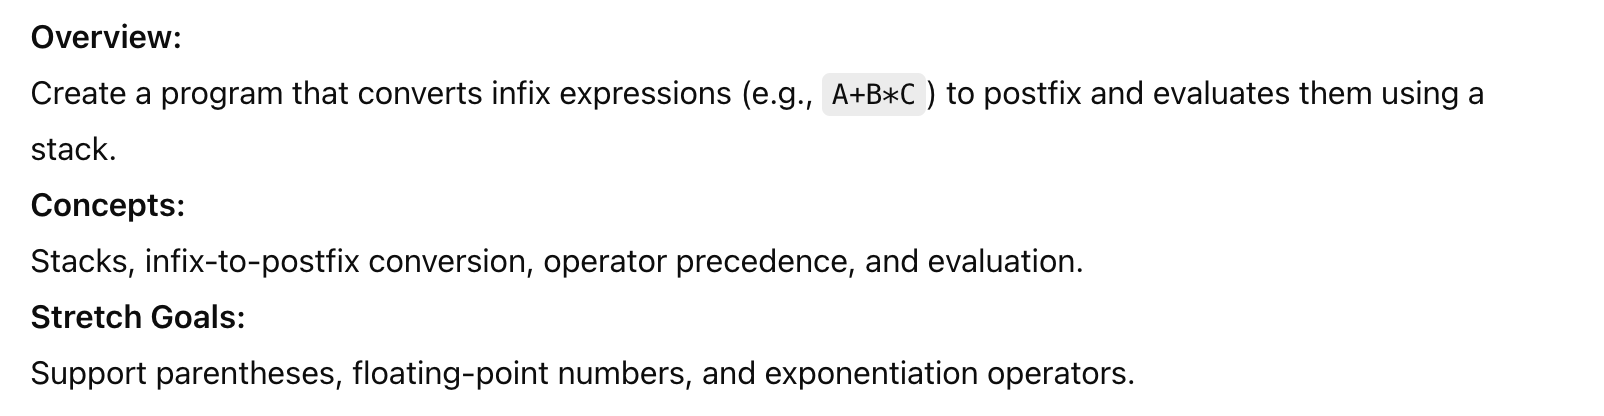 Overview:
Create a program that converts infix expressions (e.g., A+B*C) to postfix and evaluates them using a
stack.
Concepts:
Stacks, infix-to-postfix conversion, operator precedence, and evaluation.
Stretch Goals:
Support parentheses, floating-point numbers, and exponentiation operators.